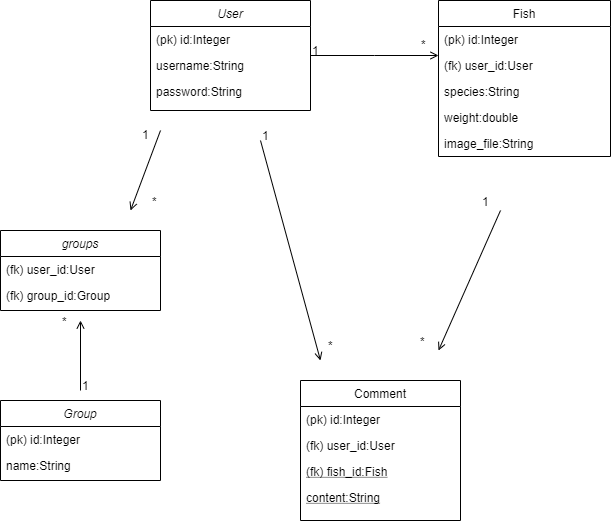 User
(pk) id:Integer
username:String
password:String
Fish
(pk) id:Integer
(fk) user_id:User
species:String
weight:double
image_file:String
1
*
1
*
1
*
1
*
groups
(fk) user_id:User
(fk) group_id:Group
*
1
Group
(pk) id:Integer
name:String
Comment
(pk) id:Integer
(fk) user_id:User
(fk) fish_id:Fish
content:String